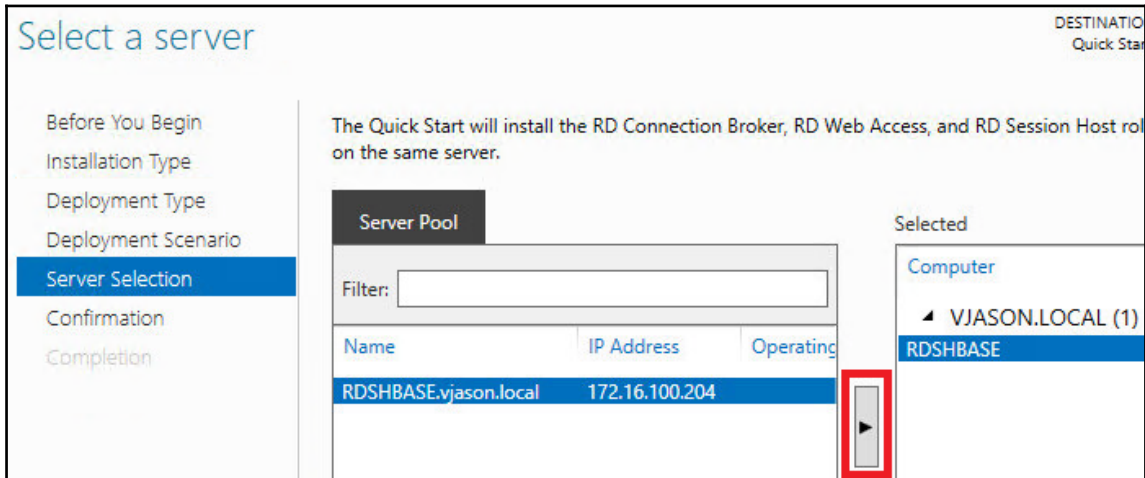 Select a server
DESTINATIO
Quick Star
Before You Begin
Installation Type
Deployment Type
Deployment Scenario
Server Selection
Confirmation
Completion
The Quick Start will install the RD Connection Broker, RD Web Access, and RD Session Host rol
on the same server.
Server Pool
Filter:
Name IP Address Operating
RDSHBASE.vjason.local 172.16.100.204
Selected
Computer
VJASON.LOCAL (1)
RDSHBASE